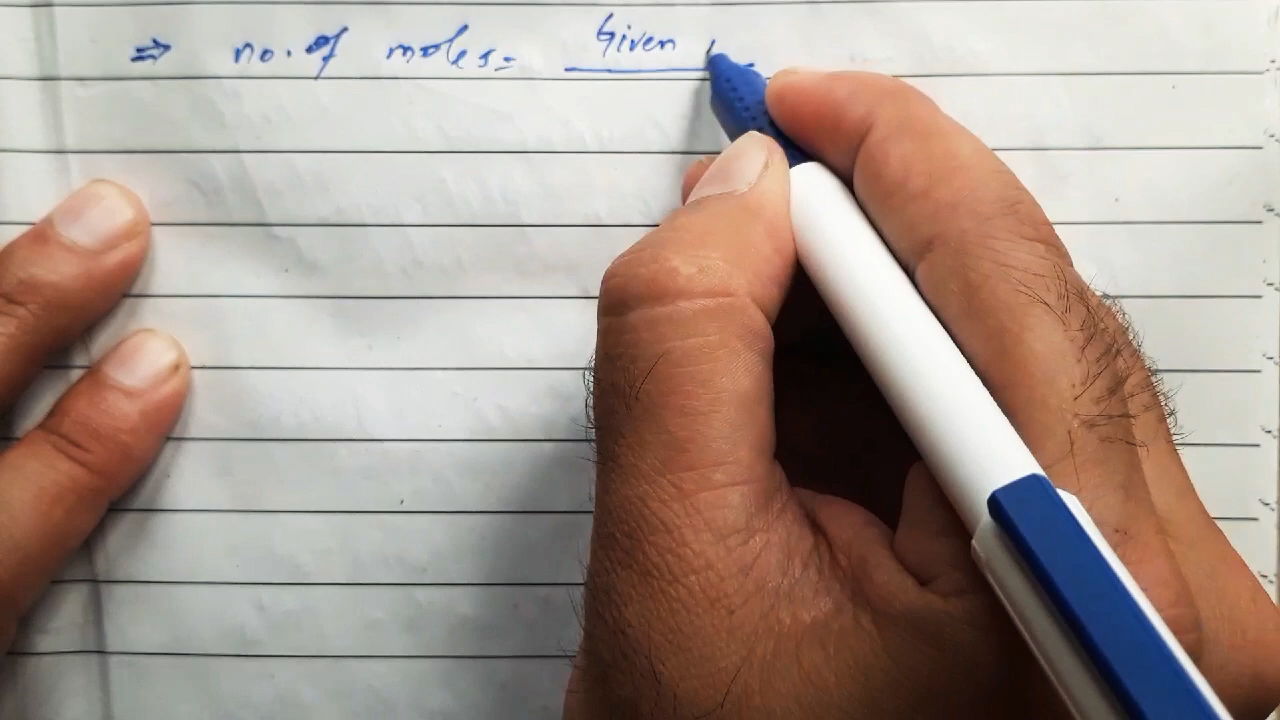 ⇒ no. of moles = Given